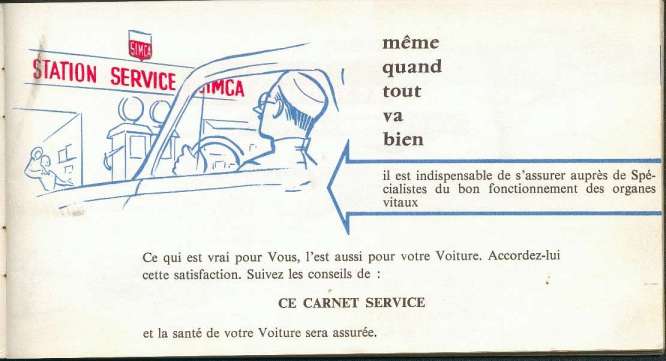 SIMCA
STATION SERVICE SIMCA
même
quand
tout
va
bien
il est indispensable de s'assurer auprès de Spé-
cialistes du bon fonctionnement des organes
vitaux
Ce qui est vrai pour Vous, l'est aussi pour votre Voiture. Accordez-lui
cette satisfaction. Suivez les conseils de :
CE CARNET SERVICE
et la santé de votre Voiture sera assurée.